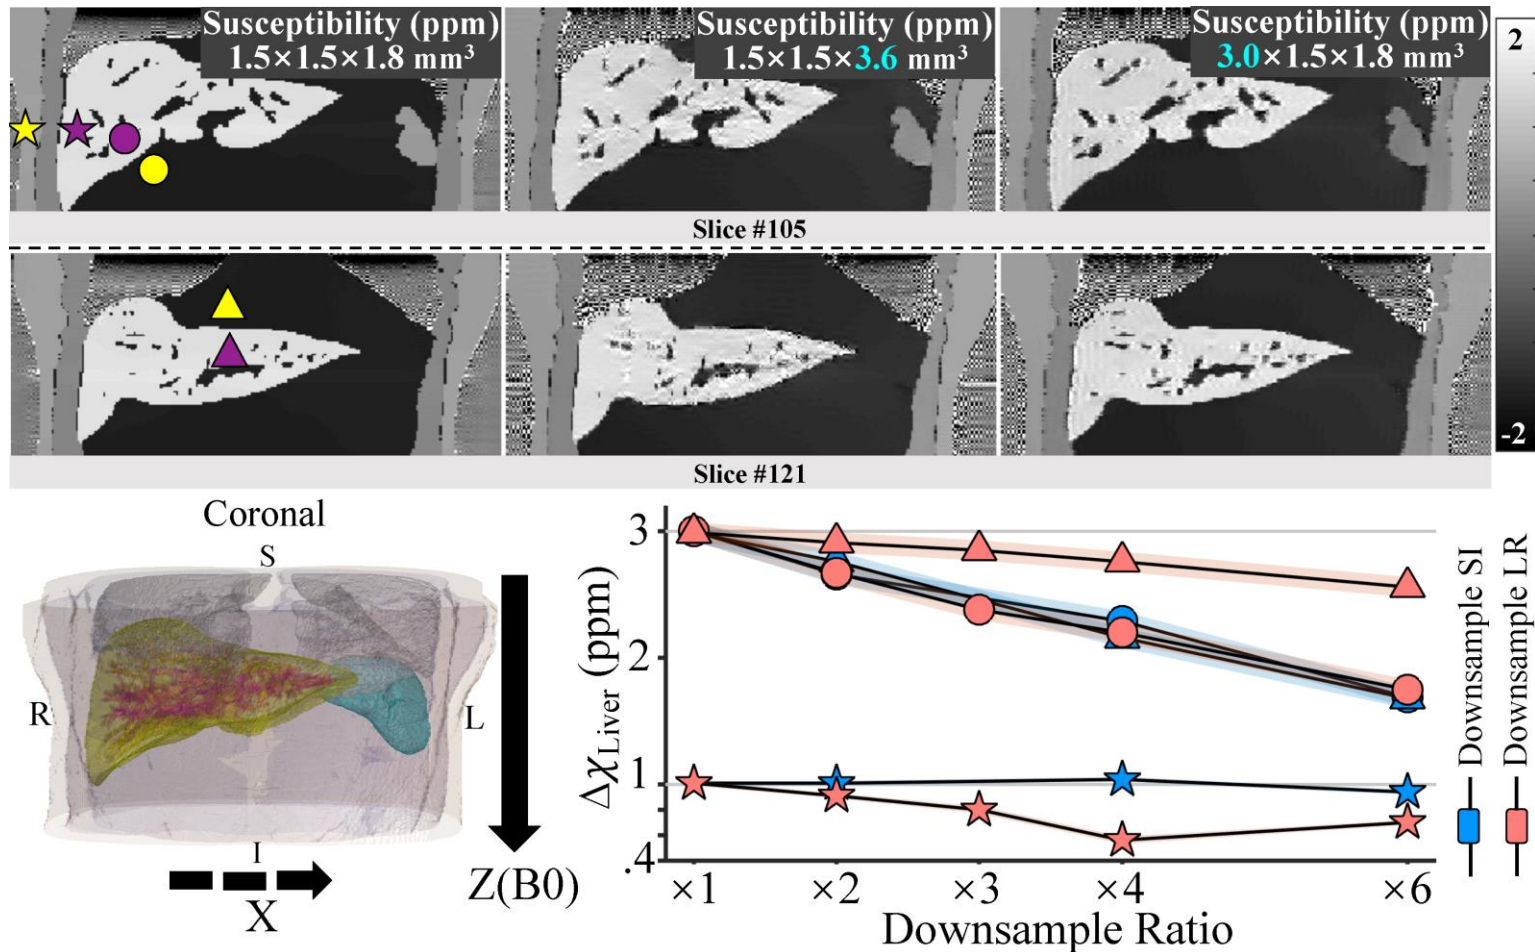 Susceptibility (ppm)
1.5×1.5×1.8 mm³
Susceptibility (ppm)
1.5×1.5×3.6 mm³
Susceptibility (ppm)
3.0×1.5×1.8 mm³
2
-2
Slice #105
Slice #121
Coronal
S
R
L
I
X
Z(B0)
ΔχLiver (ppm)
3
2
1
.4
×1
×2
×3
×4
×6
Downsample Ratio
Downsample SI
Downsample LR